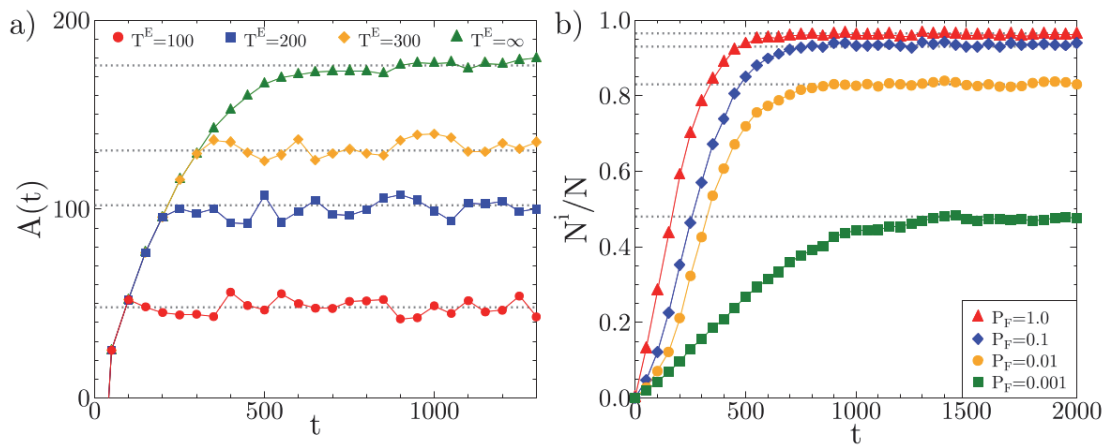 a)
200
100
0
A(t)
T^E=100 T^E=200 T^E=300 T^E=∞
0 500 1000
t
b)
1.0
0.8
0.6
0.4
0.2
0.0
N^i/N
P_F=1.0
P_F=0.1
P_F=0.01
P_F=0.001
0 500 1000 1500 2000
t